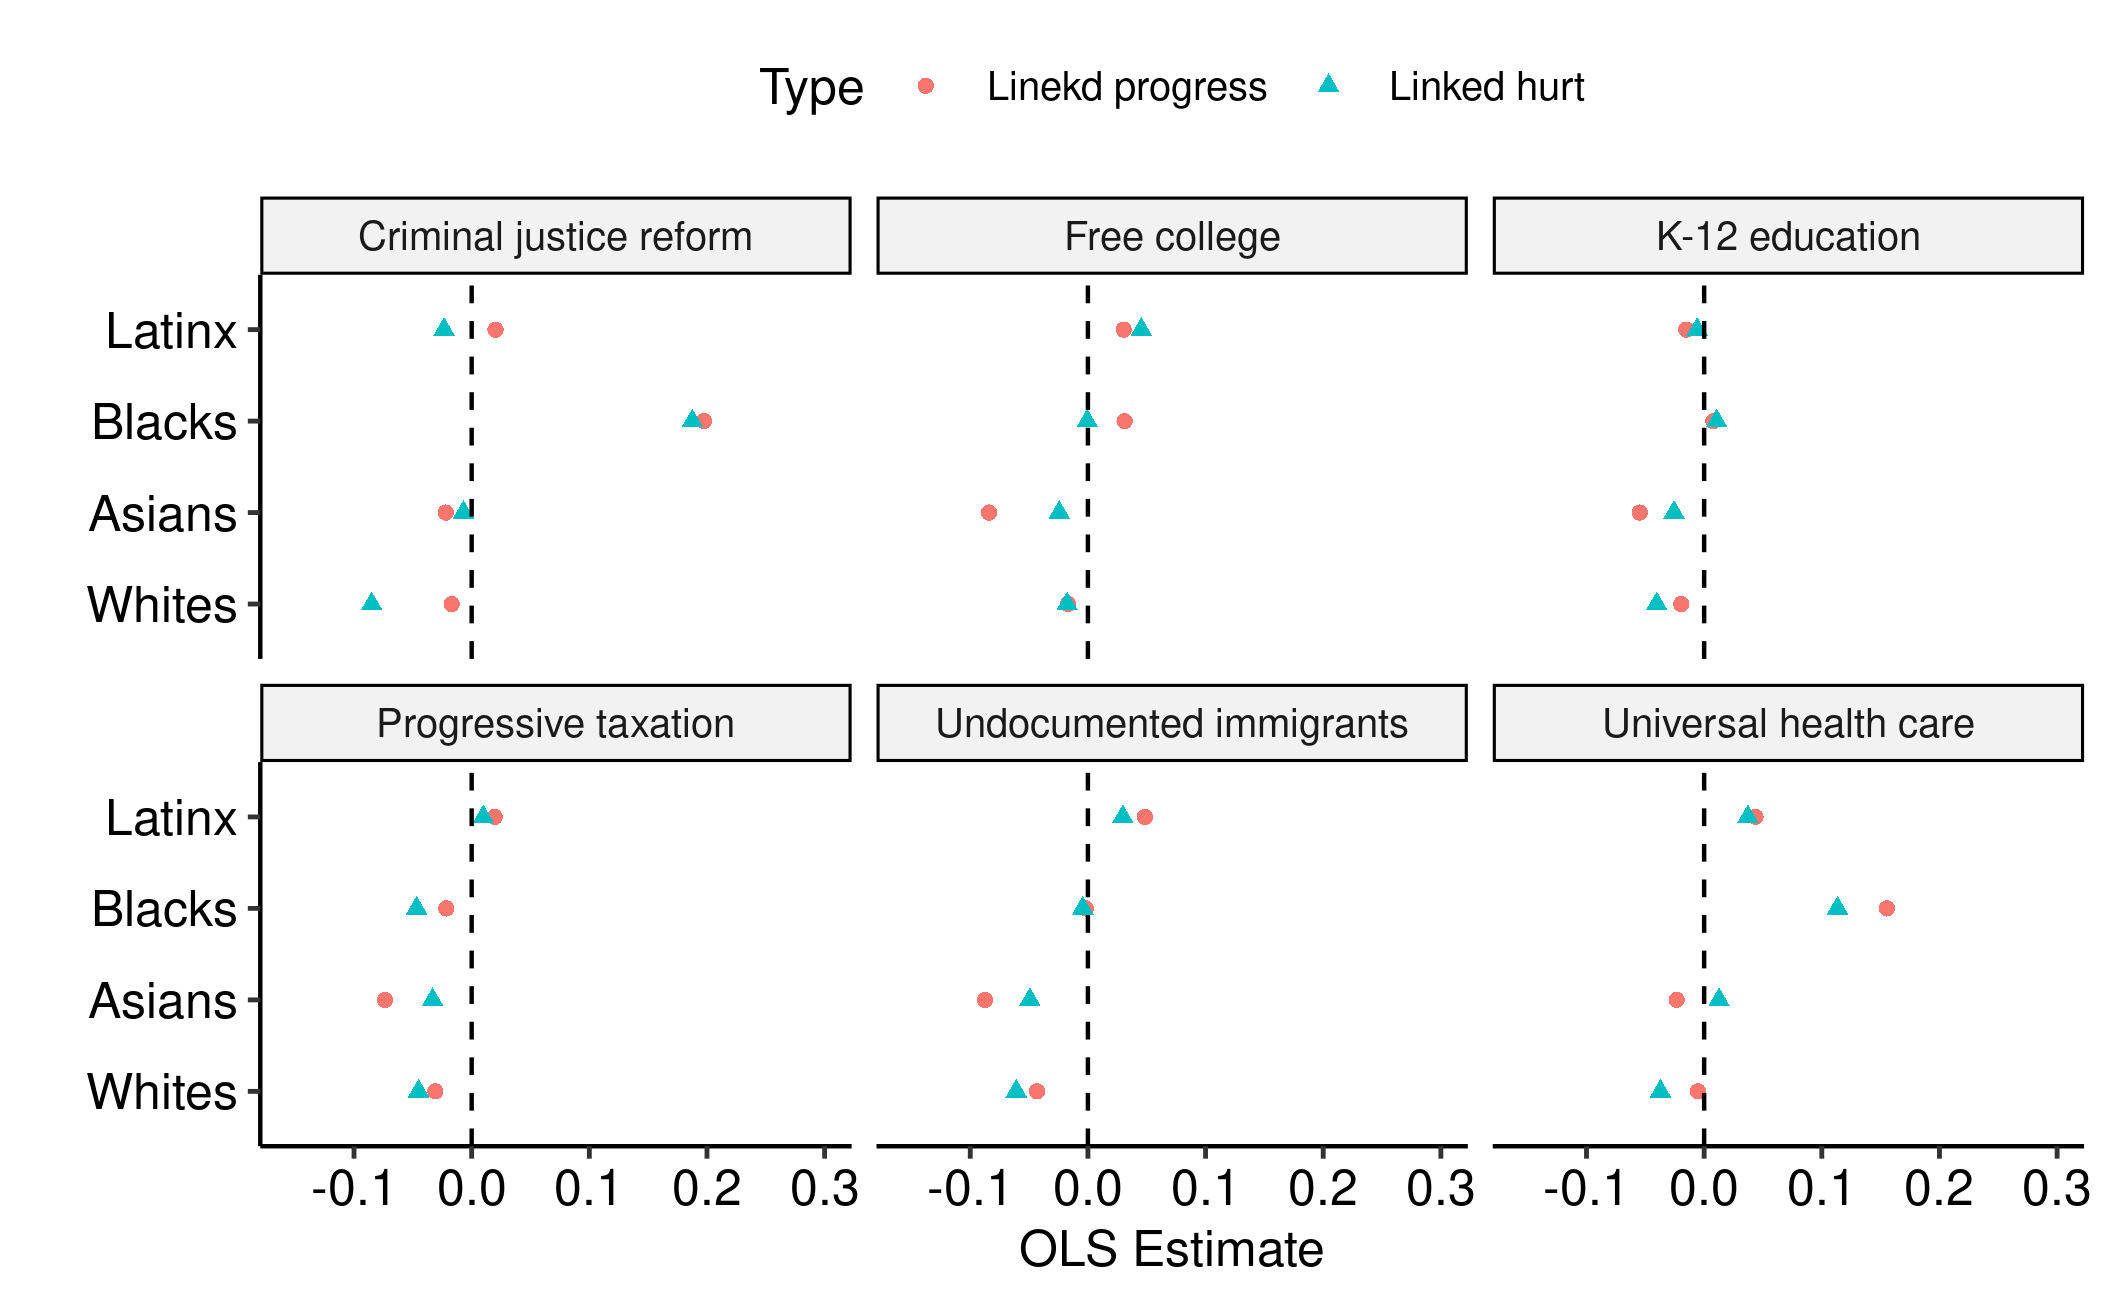 Type Linekd progress Linked hurt
Criminal justice reform Free college K-12 education
Latinx
Blacks
Asians
Whites
Progressive taxation Undocumented immigrants Universal health care
Latinx
Blacks
Asians
Whites
-0.1 0.0 0.1 0.2 0.3 -0.1 0.0 0.1 0.2 0.3 -0.1 0.0 0.1 0.2 0.3
OLS Estimate